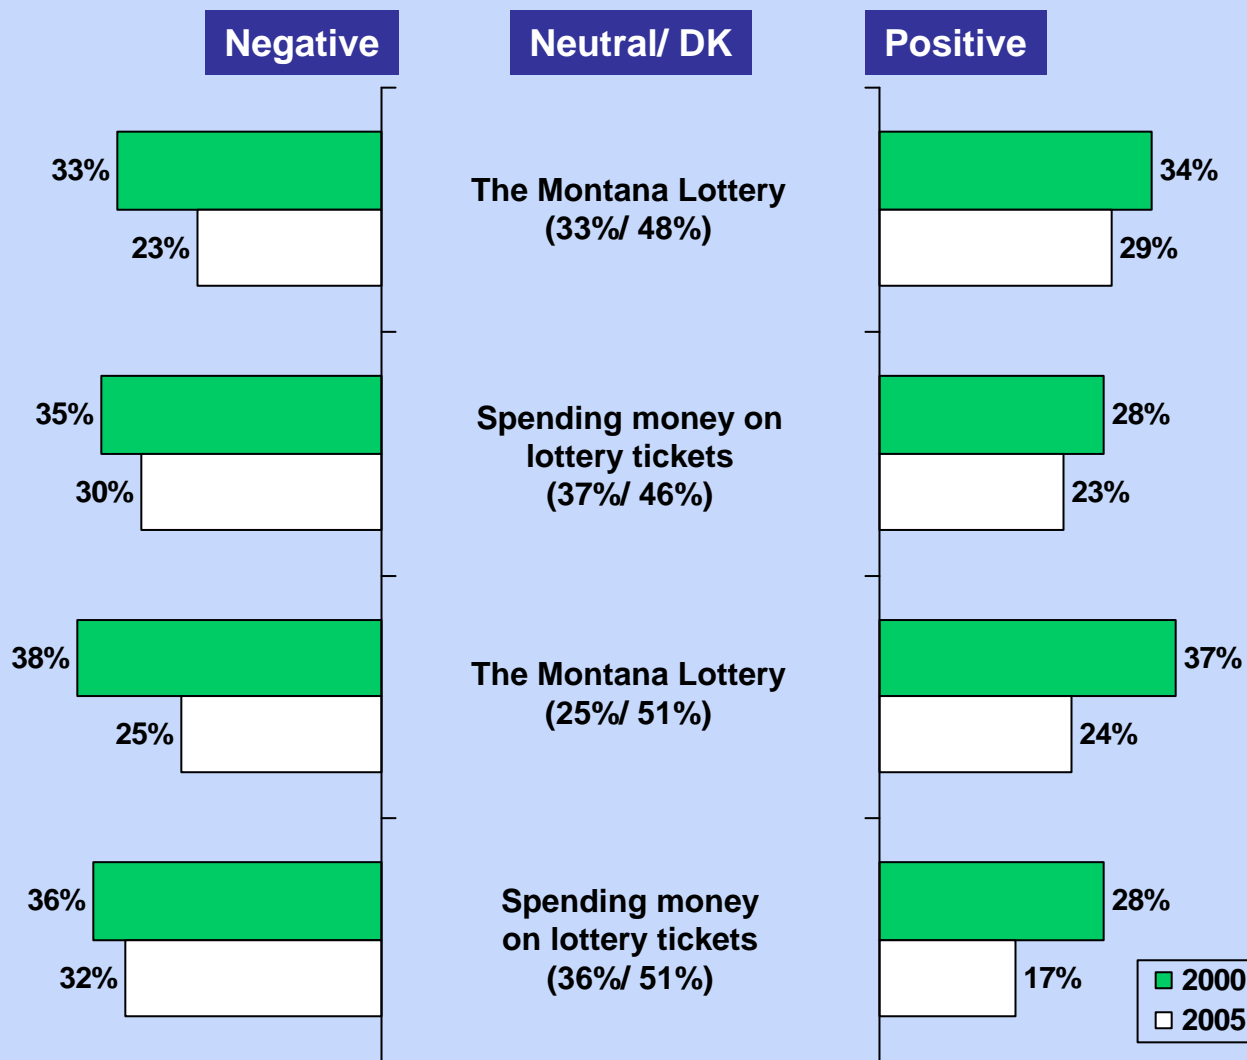 Negative
Neutral/ DK
Positive
33%
23%
The Montana Lottery
(33%/ 48%)
34%
29%
35%
30%
Spending money on
lottery tickets
(37%/ 46%)
28%
23%
38%
25%
The Montana Lottery
(25%/ 51%)
37%
24%
36%
32%
Spending money
on lottery tickets
(36%/ 51%)
28%
17%
2000
2005